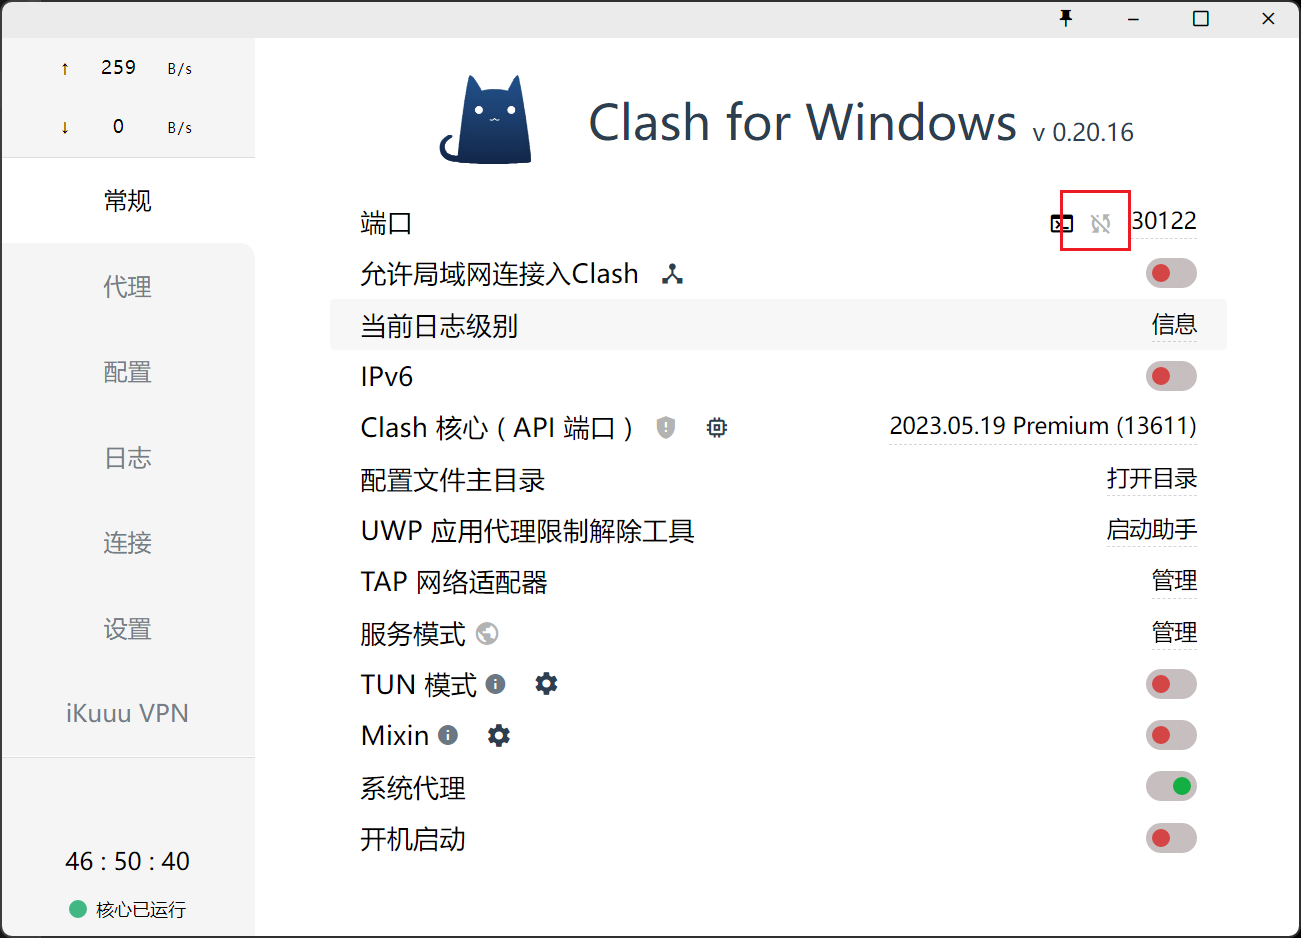 ↑ 259 B/s
↓ 0 B/s
常规
代理
配置
日志
连接
设置
iKuuu VPN
46 : 50 : 40
核心已运行
Clash for Windows v 0.20.16
端口 30122
允许局域网连接入Clash
当前日志级别 信息
IPv6
Clash 核心 ( API 端口 ) 2023.05.19 Premium (13611)
配置文件主目录 打开目录
UWP 应用代理限制解除工具 启动助手
TAP 网络适配器 管理
服务模式 管理
TUN 模式
Mixin
系统代理
开机启动